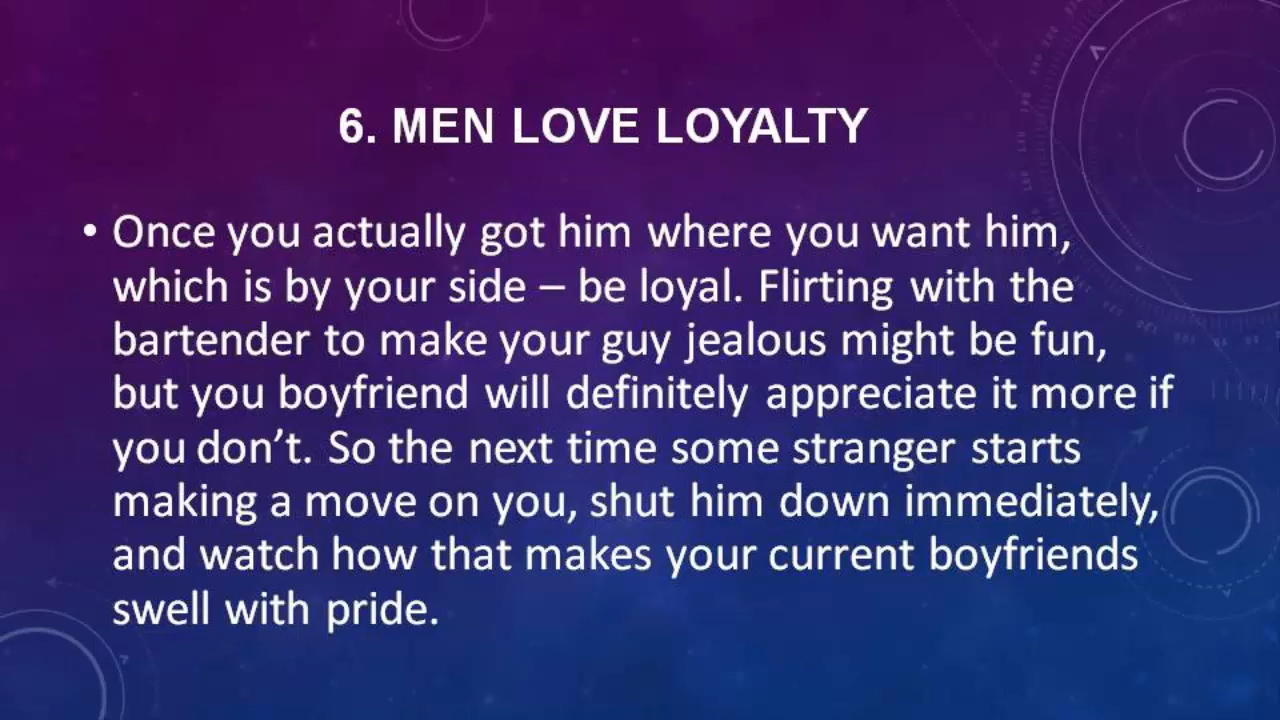 6. MEN LOVE LOYALTY
• Once you actually got him where you want him,
which is by your side – be loyal. Flirting with the
bartender to make your guy jealous might be fun,
but you boyfriend will definitely appreciate it more if
you don’t. So the next time some stranger starts
making a move on you, shut him down immediately,
and watch how that makes your current boyfriends
swell with pride.